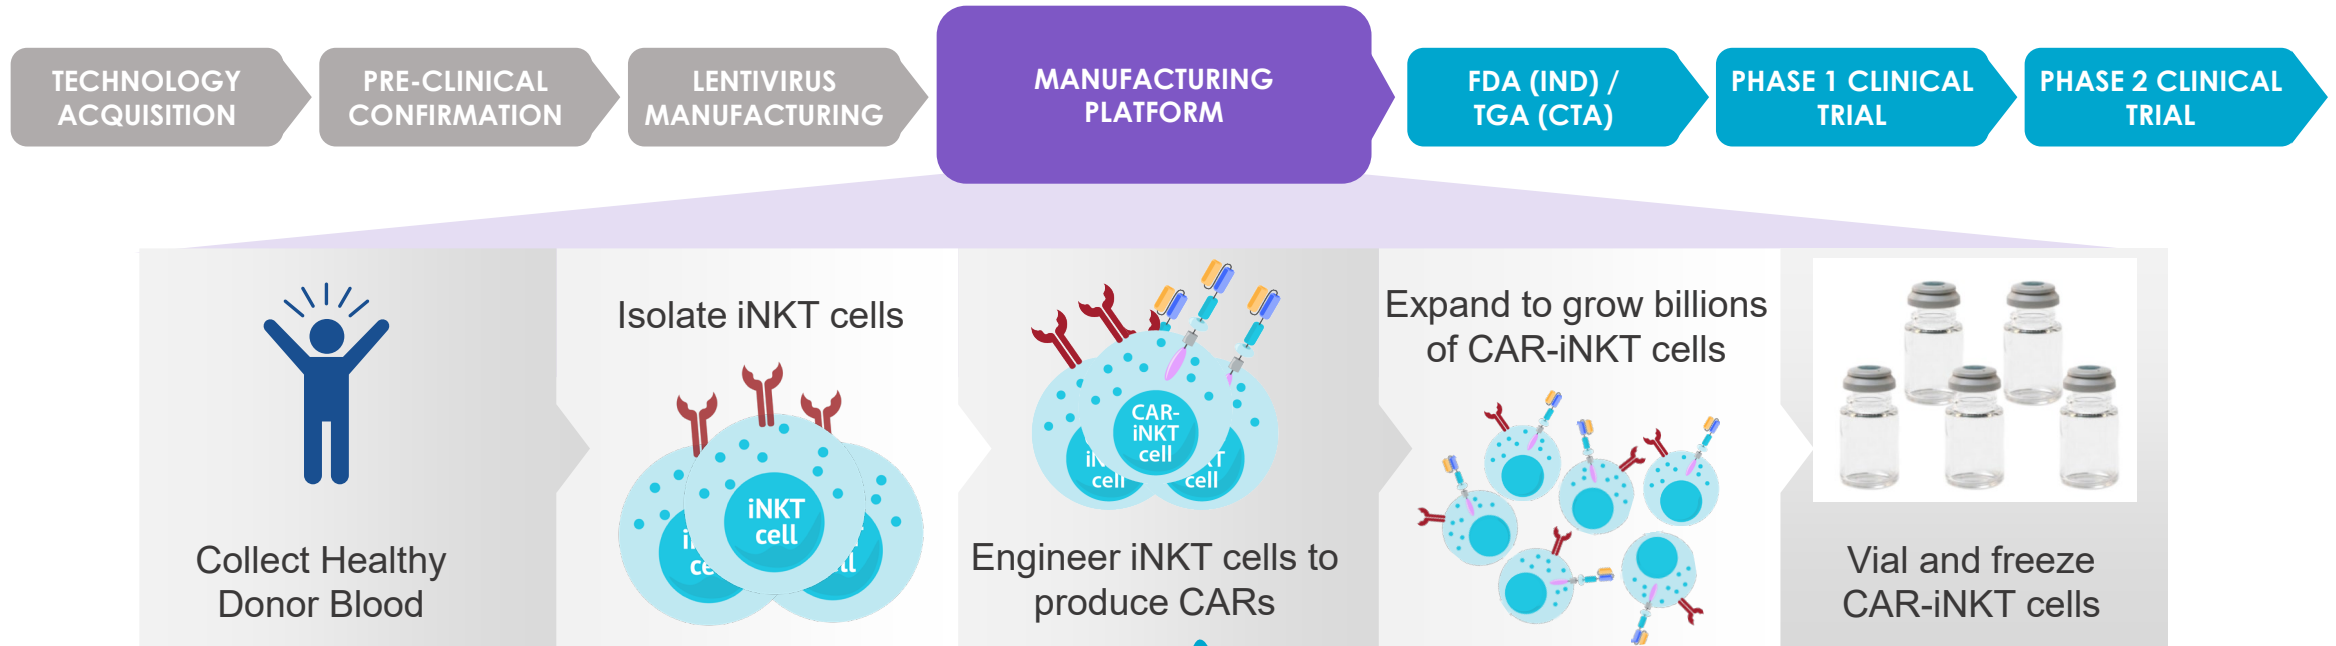 TECHNOLOGY
ACQUISITION
PRE-CLINICAL
CONFIRMATION
LENTIVIRUS
MANUFACTURING
MANUFACTURING
PLATFORM
FDA (IND) /
TGA (CTA)
PHASE 1 CLINICAL
TRIAL
PHASE 2 CLINICAL
TRIAL
Collect Healthy
Donor Blood
Isolate iNKT cells
iNKT
cell
CAR-
iNKT
cell
cell
cell
Engineer iNKT cells to
produce CARs
Expand to grow billions
of CAR-iNKT cells
Vial and freeze
CAR-iNKT cells